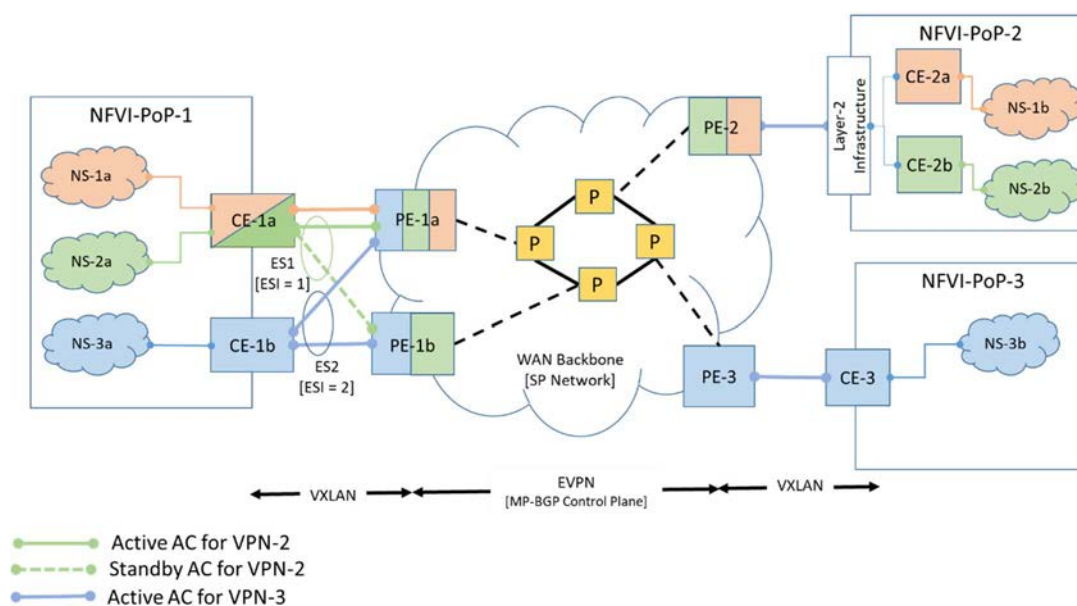 NFVI-PoP-2
CE-2a
NS-1b
Layer-2
Infrastructure
CE-2b
NS-2b
NFVI-PoP-1
NS-1a
CE-1a
NS-2a
NS-3a
CE-1b
ES1
[ESI = 1]
ES2
[ESI = 2]
PE-1a
PE-1b
PE-2
P
P
P
P
WAN Backbone
[SP Network]
PE-3
NFVI-PoP-3
CE-3
NS-3b
VXLAN
EVPN
[MP-BGP Control Plane]
VXLAN
Active AC for VPN-2
Standby AC for VPN-2
Active AC for VPN-3